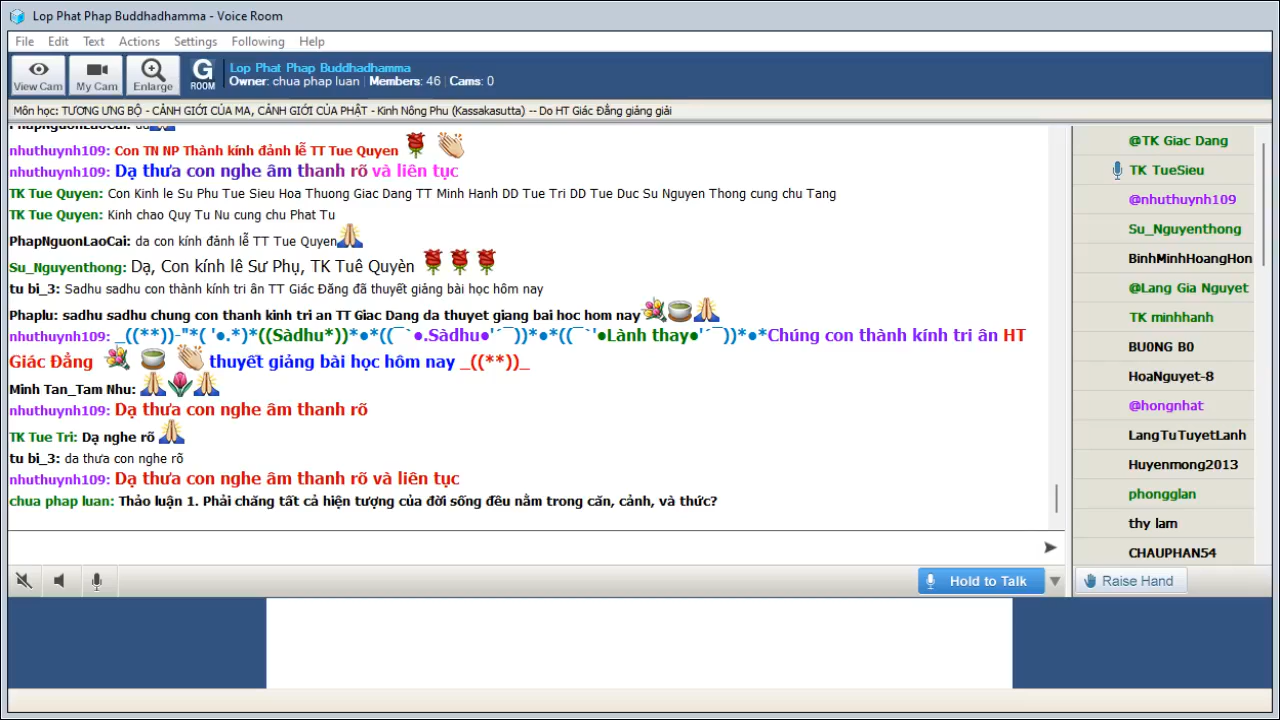 Lop Phat Phap Buddhadhamma - Voice Room
File Edit Text Actions Settings Following Help
View Cam My Cam Enlarge G ROOM
Lop Phat Phap Buddhadhamma
Owner: chua phap luan Members: 46 Cams: 0
Môn học: TƯƠNG ƯNG BỘ - CẢNH GIỚI CỦA MA, CẢNH GIỚI CỦA PHẬT - Kinh Nông Phu (Kassakasutta) -- Do HT Giác Đẳng giảng giải
PhapNguonLaoCai: da
nhuthuynh109: Con TN NP Thành kính đảnh lễ TT Tue Quyen
nhuthuynh109: Dạ thưa con nghe âm thanh rõ và liên tục
TK Tue Quyen: Con Kinh le Su Phu Tue Sieu Hoa Thuong Giac Dang TT Minh Hanh DD Tue Tri DD Tue Duc Su Nguyen Thong cung chu Tang
TK Tue Quyen: Kinh chao Quy Tu Nu cung chu Phat Tu
PhapNguonLaoCai: da con kính đảnh lễ TT Tue Quyen
Su_Nguyenthong: Dạ, Con kính lê Sư Phụ, TK Tuê Quyèn
tu bi_3: Sadhu sadhu con thành kính tri ân TT Giác Đăng đã thuyết giảng bài học hôm nay
Phaplu: sadhu sadhu chung con thanh kinh tri an TT Giac Dang da thuyet giang bai hoc hom nay
nhuthuynh109: _((**))-"*( '●.*)*((Sàdhu*))*●*((¯`●.Sàdhu●'´¯))*●*((¯`'●Lành thay●'´¯))*●*Chúng con thành kính tri ân HT
Giác Đẳng thuyết giảng bài học hôm nay _((**))_
Minh Tan_Tam Nhu:
nhuthuynh109: Dạ thưa con nghe âm thanh rõ
TK Tue Tri: Dạ nghe rõ
tu bi_3: da thưa con nghe rõ
nhuthuynh109: Dạ thưa con nghe âm thanh rõ và liên tục
chua phap luan: Thảo luận 1. Phải chăng tất cả hiện tượng của đời sống đều nằm trong căn, cảnh, và thức?
Hold to Talk
@TK Giac Dang
TK TueSieu
@nhuthuynh109
Su_Nguyenthong
BinhMinhHoangHon
@Lang Gia Nguyet
TK minhhanh
BU0NG B0
HoaNguyet-8
@hongnhat
LangTuTuyetLanh
Huyenmong2013
phongglan
thy lam
CHAUPHAN54
Raise Hand